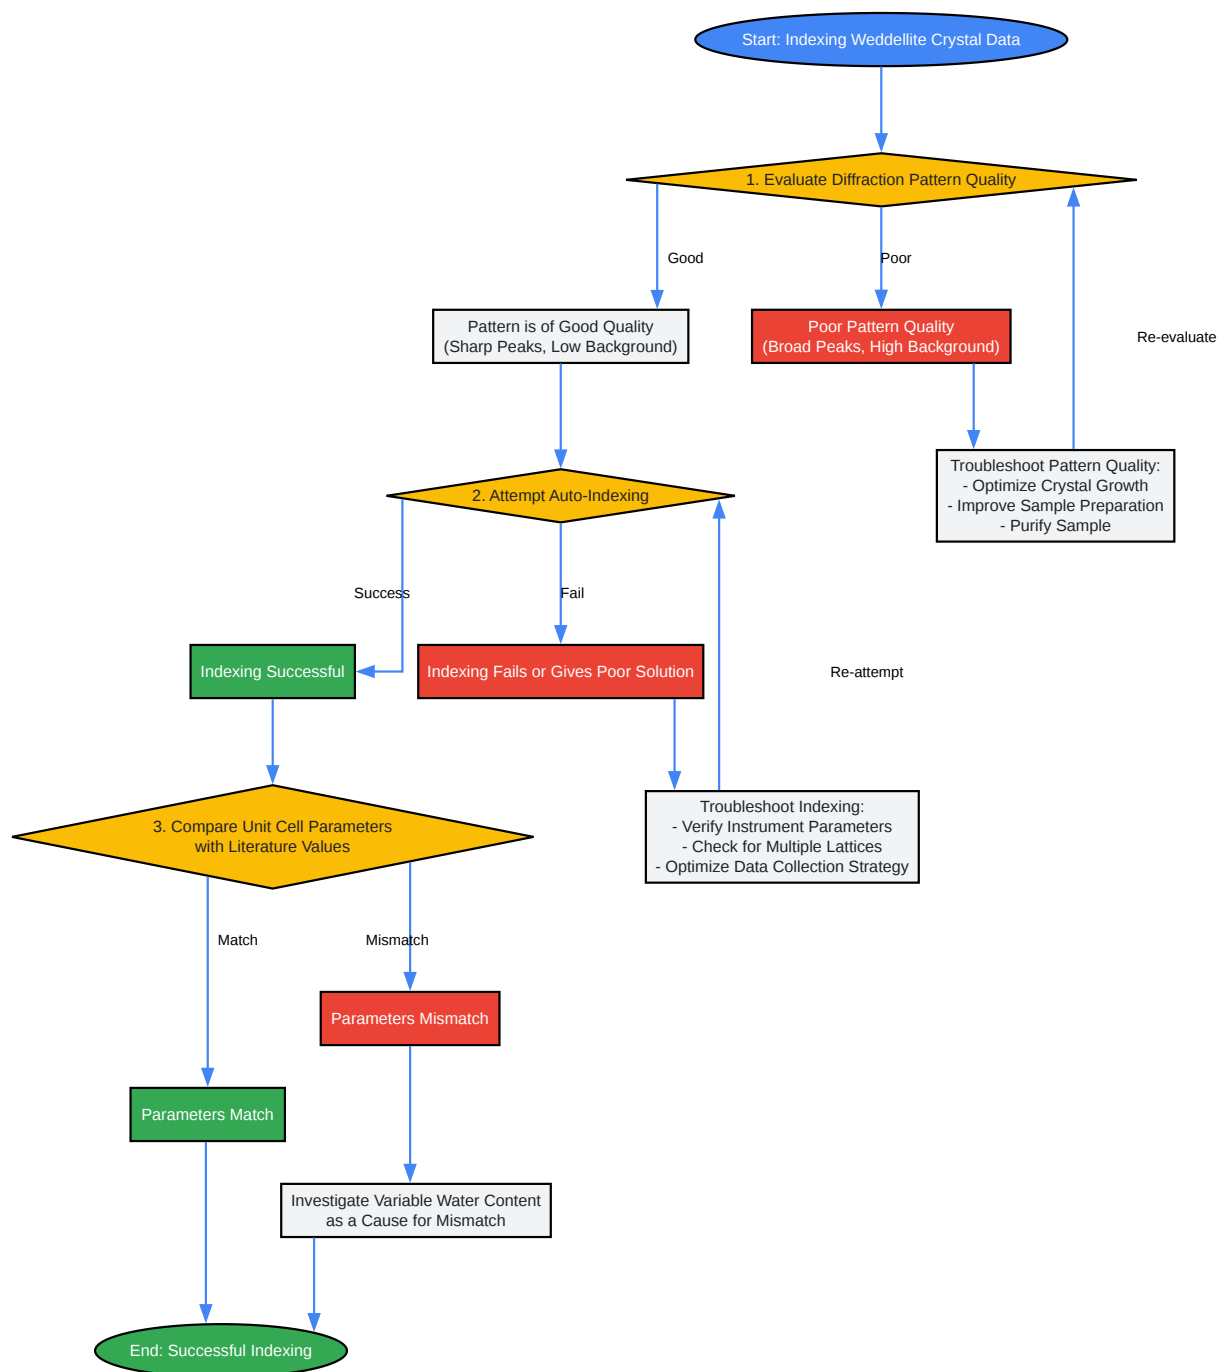 Start: Indexing Weddellite Crystal Data
1. Evaluate Diffraction Pattern Quality
Good
Poor
Pattern is of Good Quality
(Sharp Peaks, Low Background)
Poor Pattern Quality
(Broad Peaks, High Background)
Re-evaluate
Troubleshoot Pattern Quality:
- Optimize Crystal Growth
- Improve Sample Preparation
- Purify Sample
2. Attempt Auto-Indexing
Success
Fail
Indexing Successful
Indexing Fails or Gives Poor Solution
Re-attempt
Troubleshoot Indexing:
- Verify Instrument Parameters
- Check for Multiple Lattices
- Optimize Data Collection Strategy
3. Compare Unit Cell Parameters
with Literature Values
Match
Mismatch
Parameters Mismatch
Parameters Match
Investigate Variable Water Content
as a Cause for Mismatch
End: Successful Indexing